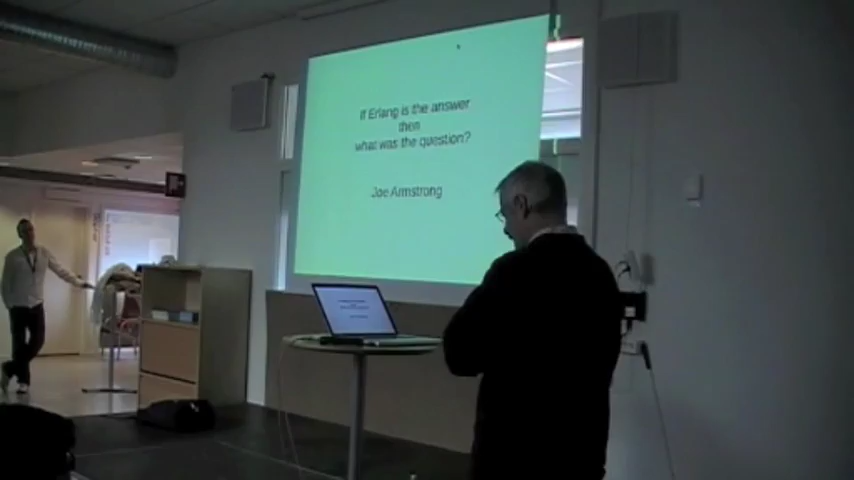 If Erlang is the answer
then
what was the question?
Joe Armstrong